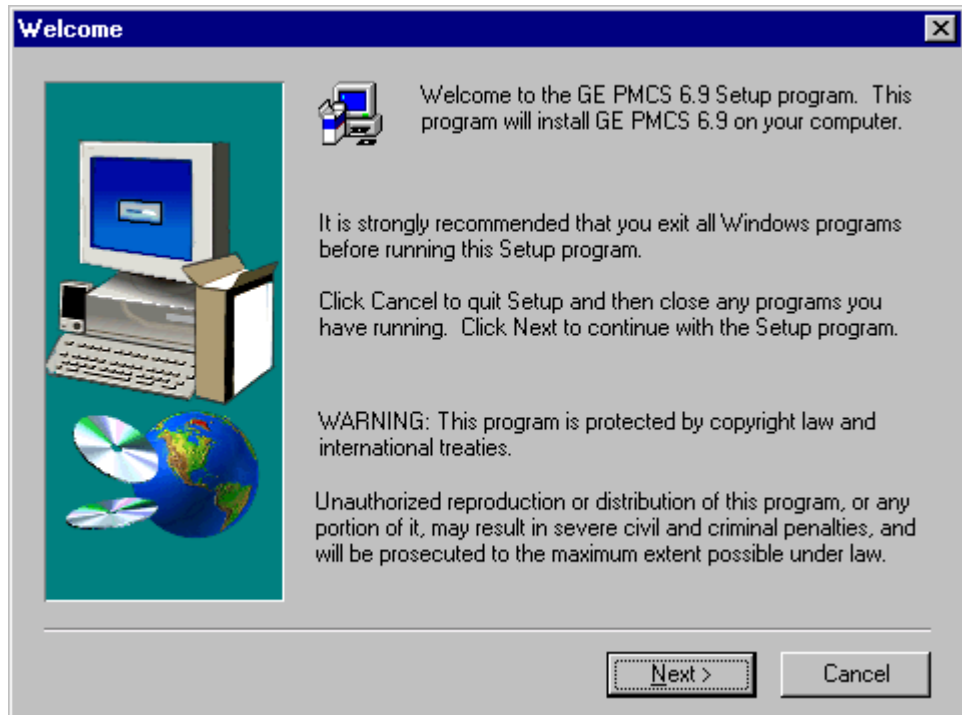 Welcome
Welcome to the GE PMCS 6.9 Setup program.  This
program will install GE PMCS 6.9 on your computer.
It is strongly recommended that you exit all Windows programs
before running this Setup program.
Click Cancel to quit Setup and then close any programs you
have running.  Click Next to continue with the Setup program.
WARNING: This program is protected by copyright law and
international treaties.
Unauthorized reproduction or distribution of this program, or any
portion of it, may result in severe civil and criminal penalties, and
will be prosecuted to the maximum extent possible under law.
Next >
Cancel